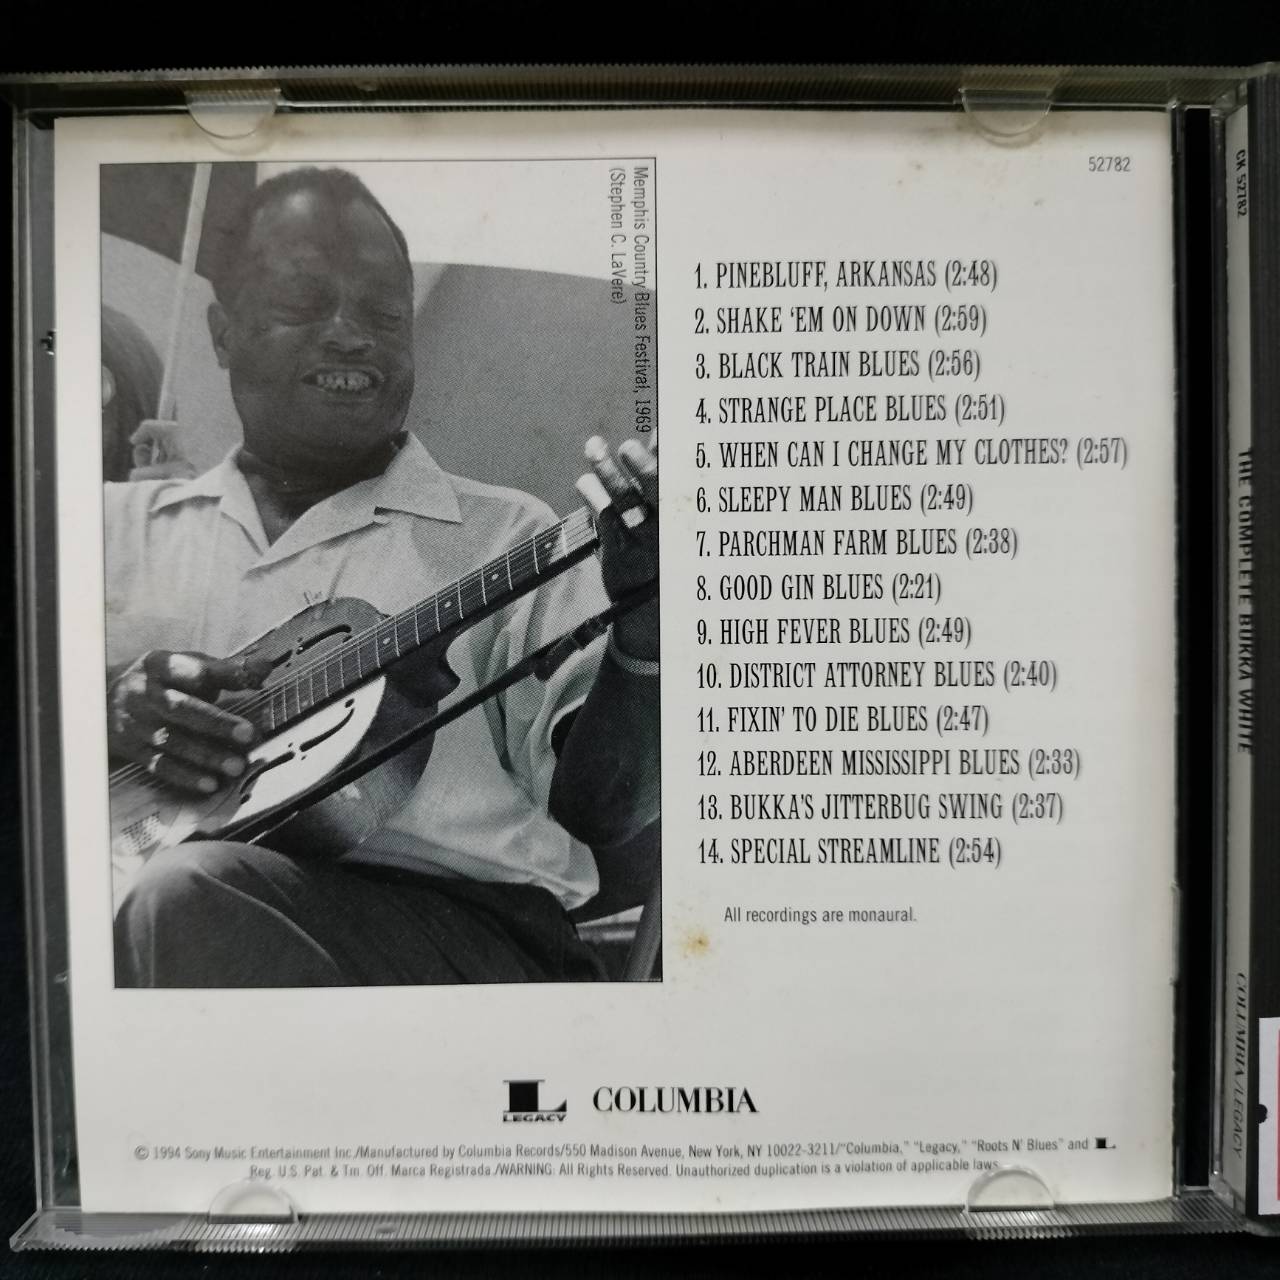 Memphis Country Blues Festival, 1969
(Stephen C. LaVere)
52782
1. PINEBLUFF, ARKANSAS (2:48)
2. SHAKE ‘EM ON DOWN (2:59)
3. BLACK TRAIN BLUES (2:56)
4. STRANGE PLACE BLUES (2:51)
5. WHEN CAN I CHANGE MY CLOTHES? (2:57)
6. SLEEPY MAN BLUES (2:49)
7. PARCHMAN FARM BLUES (2:38)
8. GOOD GIN BLUES (2:21)
9. HIGH FEVER BLUES (2:49)
10. DISTRICT ATTORNEY BLUES (2:40)
11. FIXIN’ TO DIE BLUES (2:47)
12. ABERDEEN MISSISSIPPI BLUES (2:33)
13. BUKKA’S JITTERBUG SWING (2:37)
14. SPECIAL STREAMLINE (2:54)
All recordings are monaural.
L
LEGACY
COLUMBIA
© 1994 Sony Music Entertainment Inc./Manufactured by Columbia Records/550 Madison Avenue, New York, NY 10022-3211/“Columbia,” “Legacy,” “Roots N’ Blues” and L
Reg. U.S. Pat. & Tm. Off. Marca Registrada./WARNING: All Rights Reserved. Unauthorized duplication is a violation of applicable laws.
CK 52782
THE COMPLETE BUKKA WHITE
COLUMBIA/LEGACY